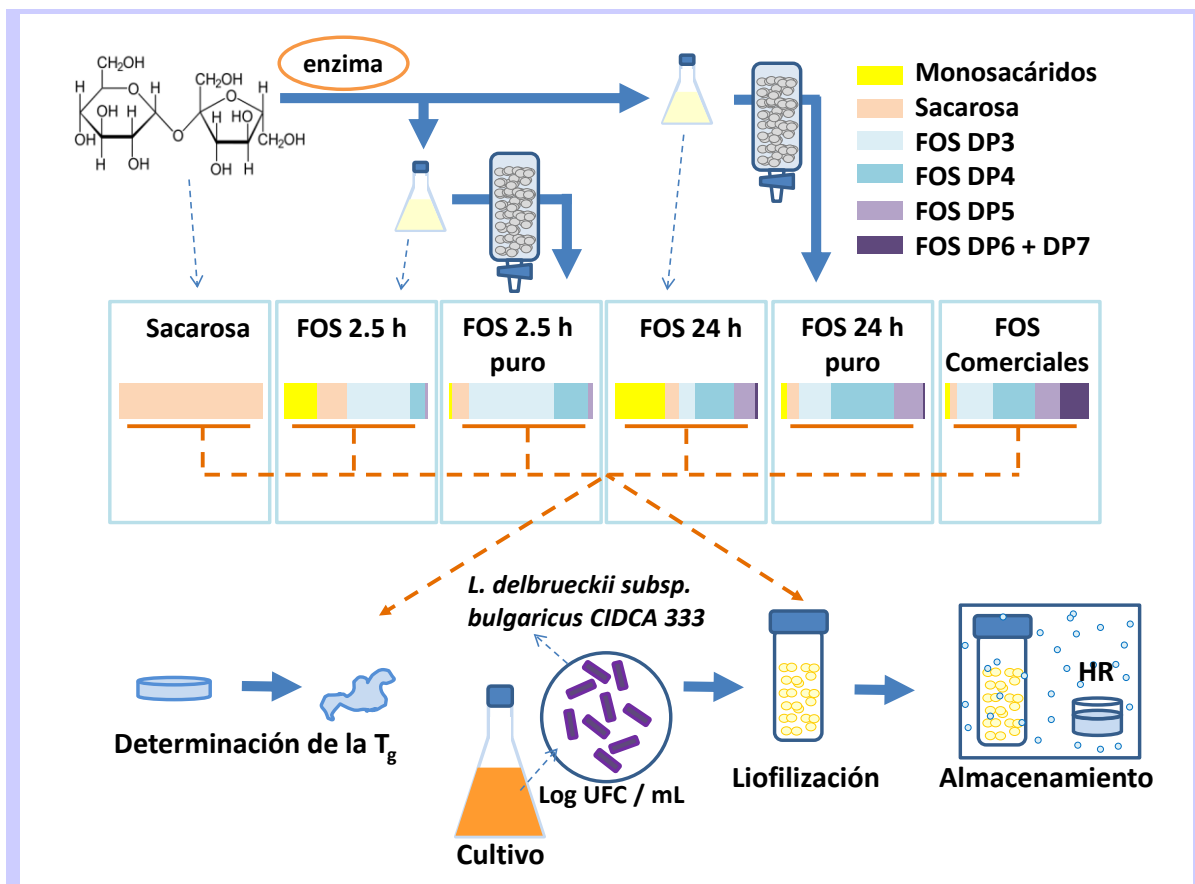 enzima
CH₂OH
H
O
H
H
OH
H
OH
H
OH
O
CH₂OH
O
H
H
HO
CH₂OH
OH
H
Monosacáridos
Sacarosa
FOS DP3
FOS DP4
FOS DP5
FOS DP6 + DP7
Sacarosa
FOS 2.5 h
FOS 2.5 h
puro
FOS 24 h
FOS 24 h
puro
FOS
Comerciales
L. delbrueckii subsp.
bulgaricus CIDCA 333
HR
Determinación de la Tg
Log UFC / mL
Liofilización
Almacenamiento
Cultivo